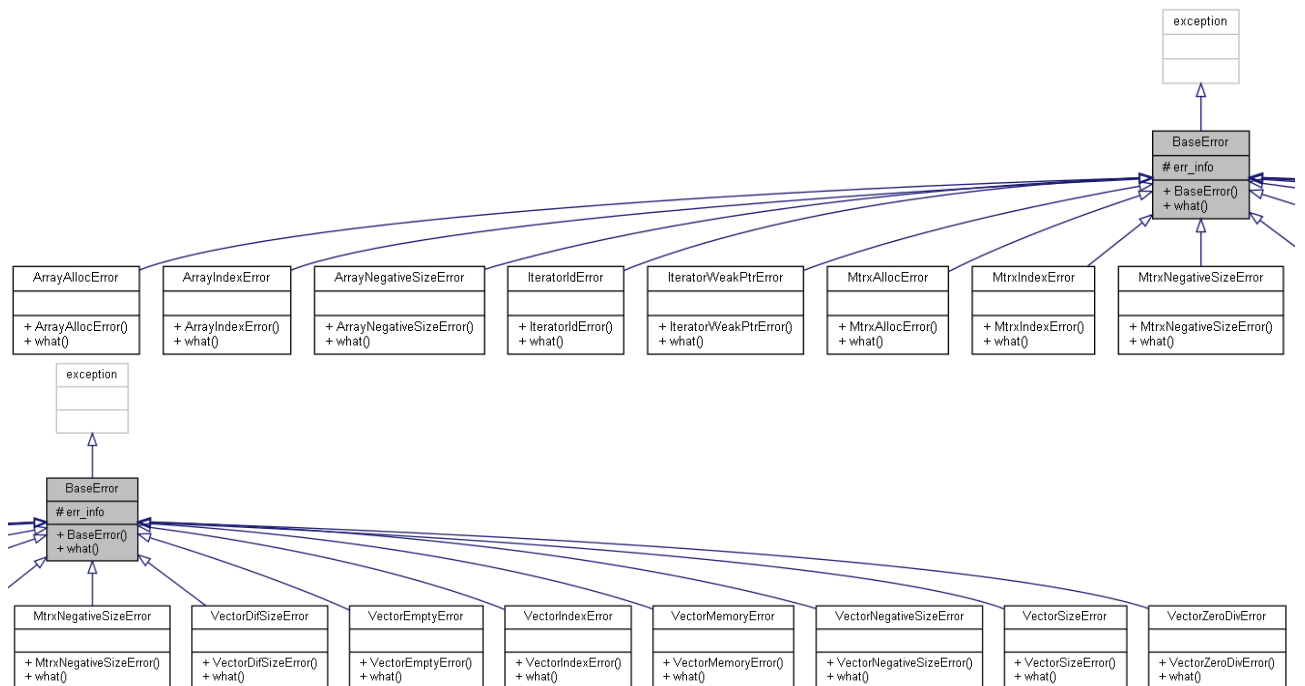 exception
BaseError
# err_info
+ BaseError()
+ what()
ArrayAllocError
+ ArrayAllocError()
+ what()
ArrayIndexError
+ ArrayIndexError()
+ what()
ArrayNegativeSizeError
+ ArrayNegativeSizeError()
+ what()
IteratorIdError
+ IteratorIdError()
+ what()
IteratorWeakPtrError
+ IteratorWeakPtrError()
+ what()
MtrxAllocError
+ MtrxAllocError()
+ what()
MtrxIndexError
+ MtrxIndexError()
+ what()
MtrxNegativeSizeError
+ MtrxNegativeSizeError()
+ what()
exception
BaseError
# err_info
+ BaseError()
+ what()
MtrxNegativeSizeError
+ MtrxNegativeSizeError()
+ what()
VectorDifSizeError
+ VectorDifSizeError()
+ what()
VectorEmptyError
+ VectorEmptyError()
+ what()
VectorIndexError
+ VectorIndexError()
+ what()
VectorMemoryError
+ VectorMemoryError()
+ what()
VectorNegativeSizeError
+ VectorNegativeSizeError()
+ what()
VectorSizeError
+ VectorSizeError()
+ what()
VectorZeroDivError
+ VectorZeroDivError()
+ what()